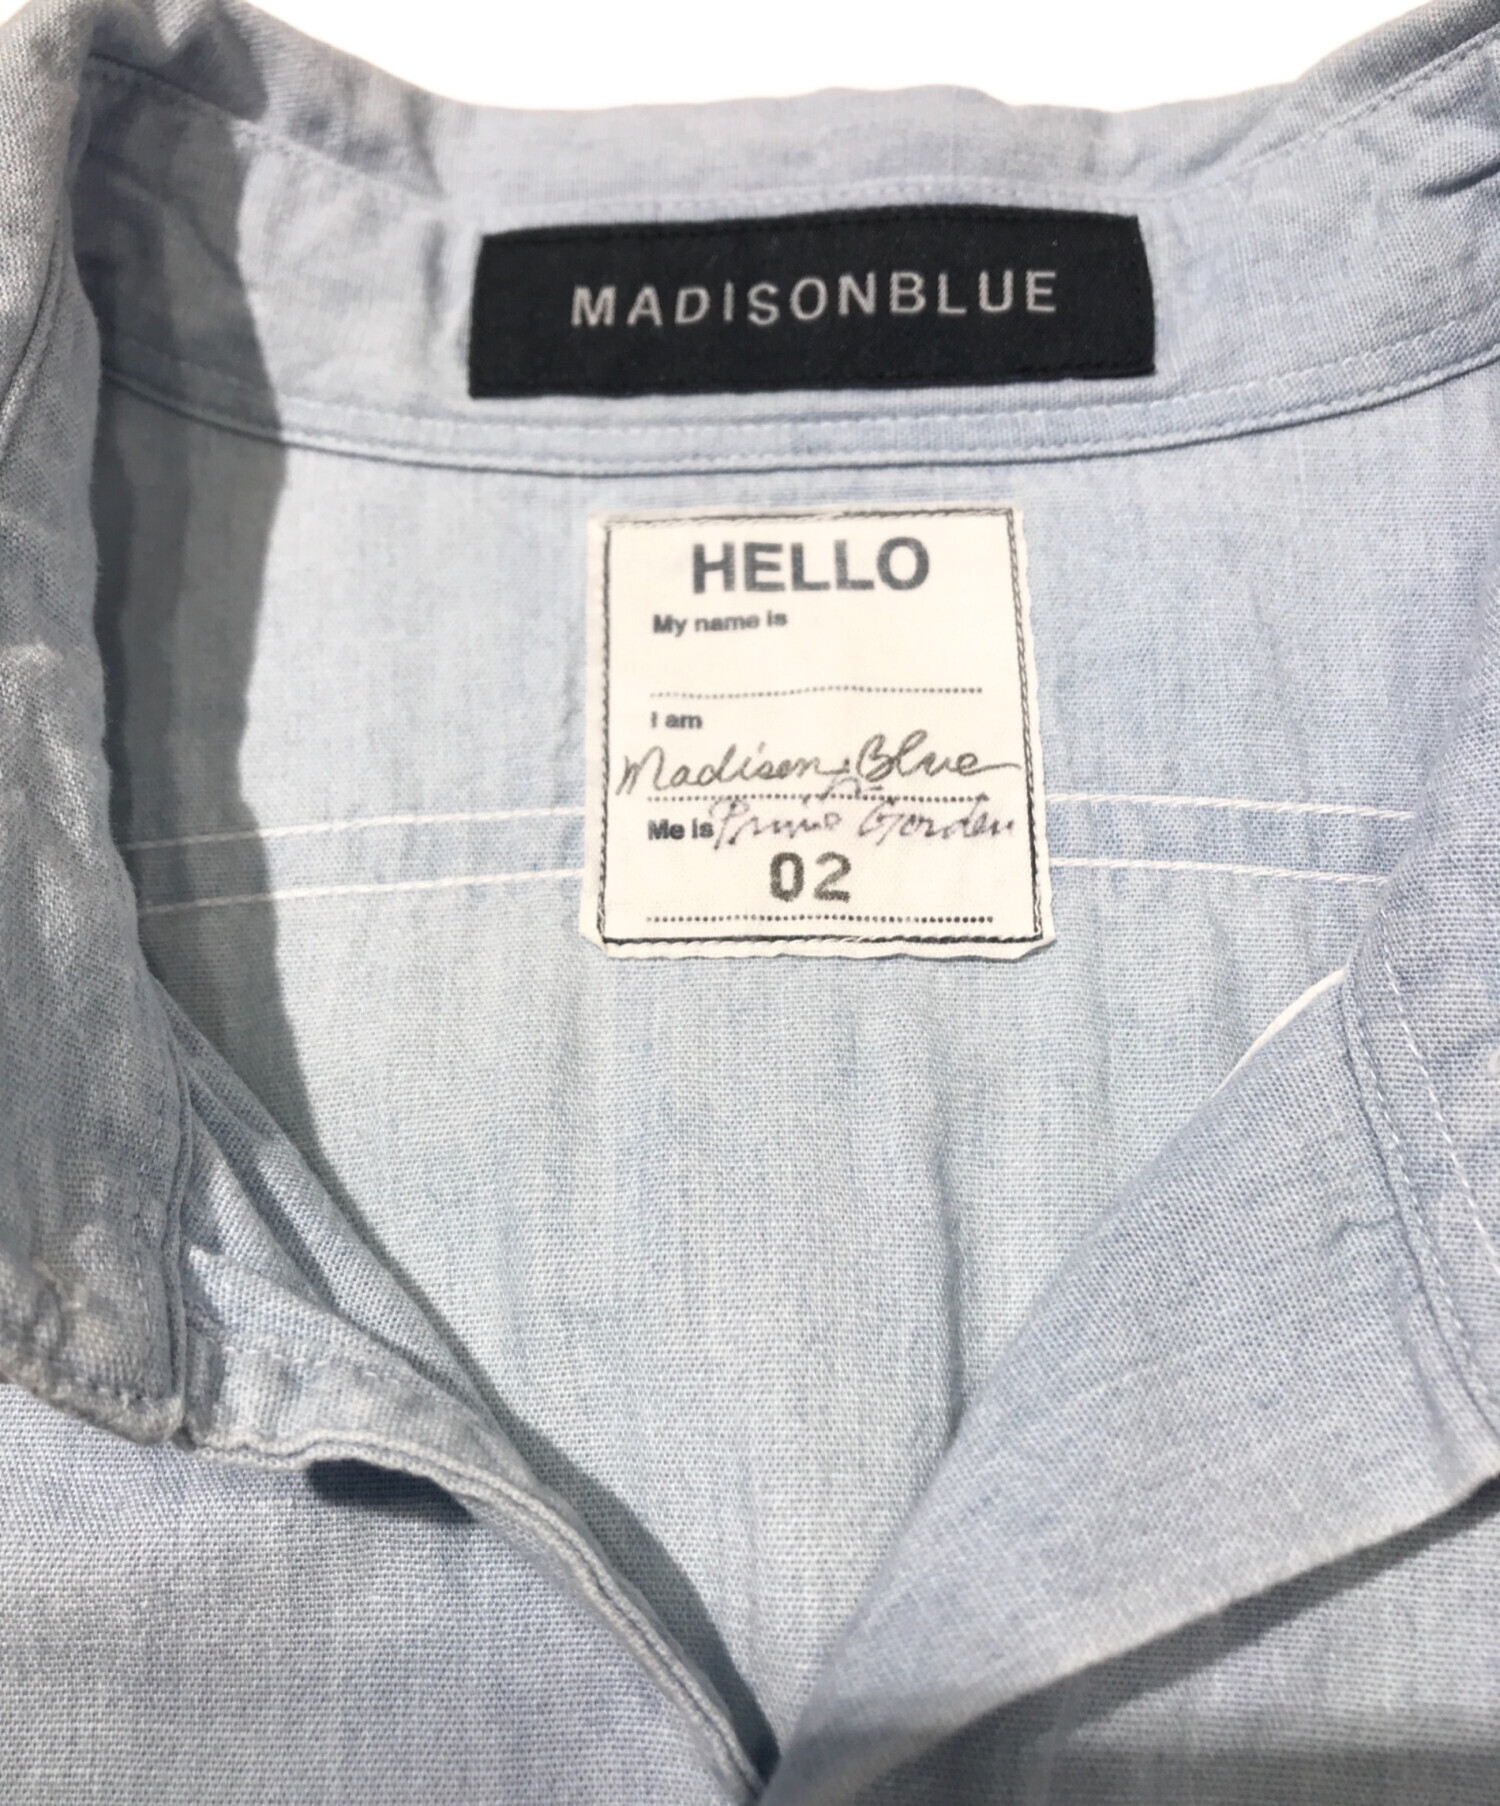 MADISONBLUE
HELLO
My name is
I am
Madison Blue
Me is
02